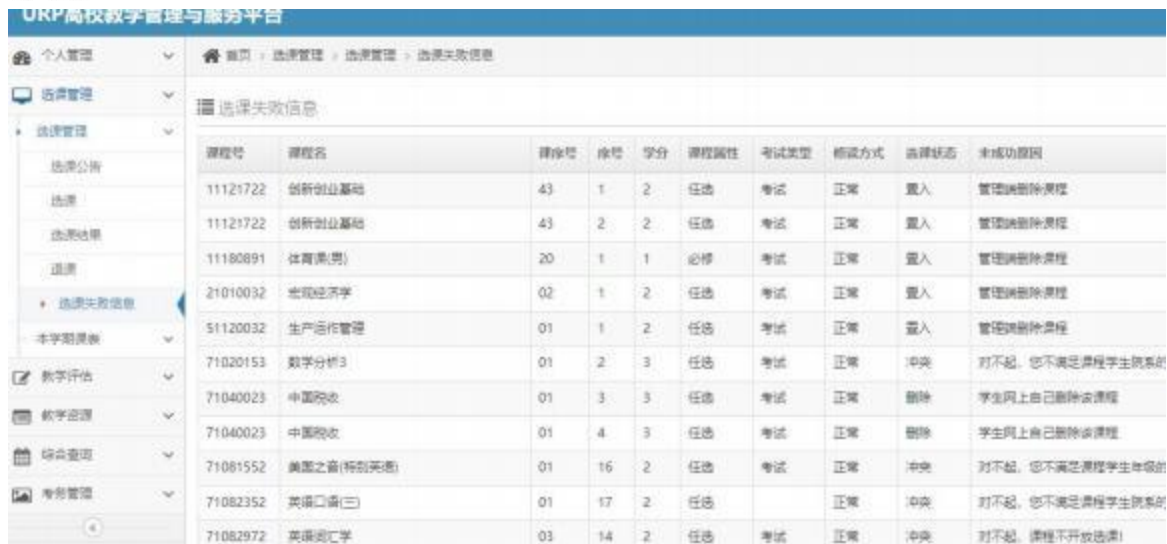 URP高校教学管理与服务平台
个人管理
首页 > 选课管理 > 选课管理 > 选课失败信息
选课管理
选课失败信息
选课管理
课程号 课程名 课序号 序号 学分 课程属性 考试类型 修读方式 选课状态 未成功原因
选课公告
11121722 创新创业基础 43 1 2 任选 考试 正常 置入 管理端删除课程
选课
11121722 创新创业基础 43 2 2 任选 考试 正常 置入 管理端删除课程
选课结果
11180891 体育课(男) 20 1 1 必修 考试 正常 置入 管理端删除课程
退课
21010032 宏观经济学 02 1 2 任选 考试 正常 置入 管理端删除课程
选课失败信息
51120032 生产运作管理 01 1 2 任选 考试 正常 置入 管理端删除课程
本学期课表
71020153 数学分析3 01 2 3 任选 考试 正常 冲突 对不起，您不满足课程学生院系的
教学评估
71040023 中国税收 01 3 3 任选 考试 正常 删除 学生网上自己删除该课程
教学资源
71040023 中国税收 01 4 3 任选 考试 正常 删除 学生网上自己删除该课程
综合查询
71081552 美国之音(特别英语) 01 16 2 任选 考试 正常 冲突 对不起，您不满足课程学生年级的
考务管理
71082352 英语口语(三) 01 17 2 任选 正常 冲突 对不起，您不满足课程学生院系的
71082972 英语词汇学 03 14 2 任选 考试 正常 冲突 对不起，课程不开放选课!